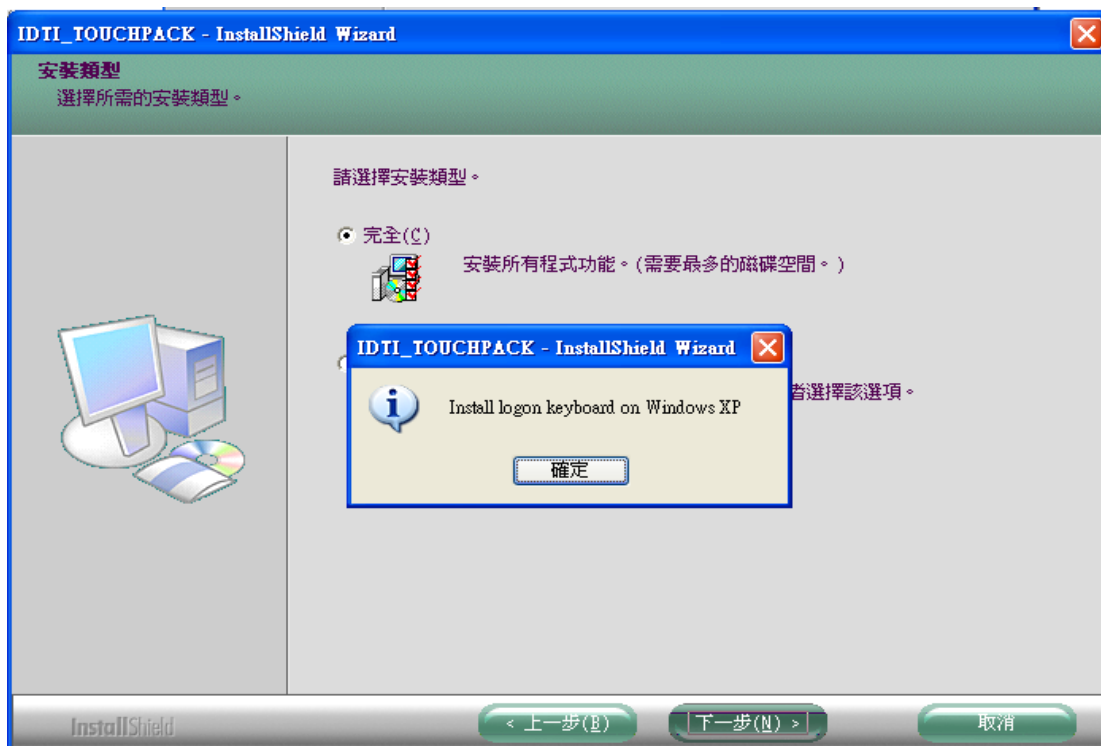 IDTI_TOUCHPACK - InstallShield Wizard
安裝類型
選擇所需的安裝類型。
請選擇安裝類型。
完全(C)
安裝所有程式功能。(需要最多的磁碟空間。)
IDTI_TOUCHPACK - InstallShield Wizard
者選擇該選項。
Install logon keyboard on Windows XP
確定
InstallShield
< 上一步(B)
下一步(N) >
取消